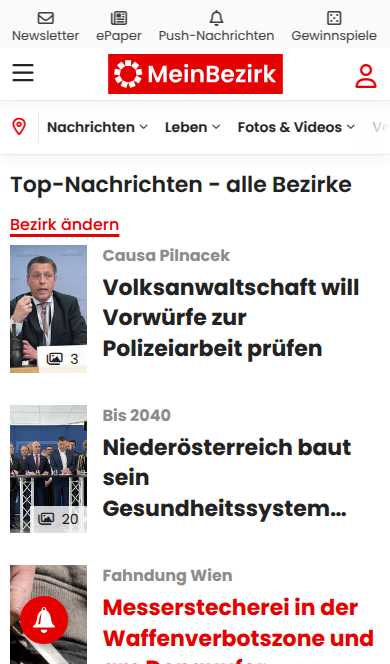 Newsletter ePaper Push-Nachrichten Gewinnspiele
MeinBezirk
Nachrichten Leben Fotos & Videos
Top-Nachrichten - alle Bezirke
Bezirk ändern
Causa Pilnacek
Volksanwaltschaft will
Vorwürfe zur
Polizeiarbeit prüfen
3
Bis 2040
Niederösterreich baut
sein
Gesundheitssystem...
20
Fahndung Wien
Messerstecherei in der
Waffenverbotszone und